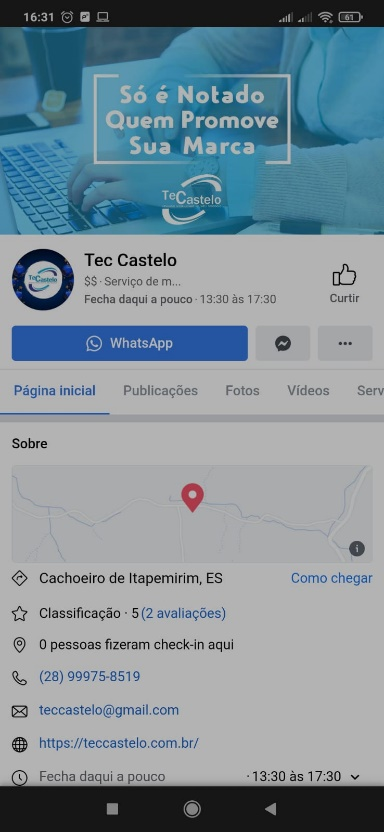 16:31
61
Só é Notado
Quem Promove
Sua Marca
TecCastelo
TecCastelo
Tec Castelo
$$ · Serviço de m...
Fecha daqui a pouco · 13:30 às 17:30
Curtir
WhatsApp
Página inicial
Publicações
Fotos
Vídeos
Serv
Sobre
Cachoeiro de Itapemirim, ES
Como chegar
Classificação · 5 (2 avaliações)
0 pessoas fizeram check-in aqui
(28) 99975-8519
teccastelo@gmail.com
https://teccastelo.com.br/
Fecha daqui a pouco · 13:30 às 17:30